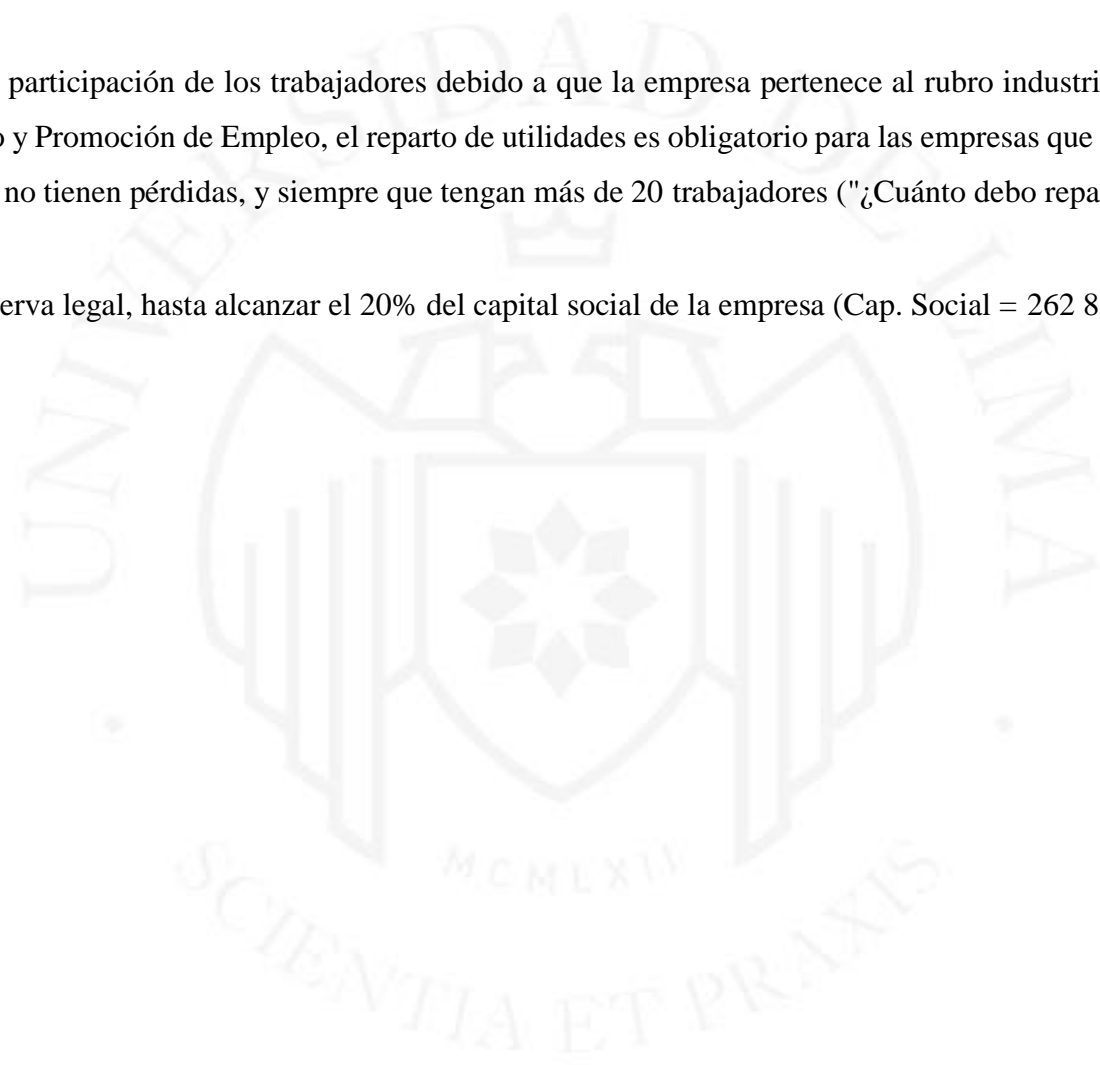 participación de los trabajadores debido a que la empresa pertenece al rubro industri
o y Promoción de Empleo, el reparto de utilidades es obligatorio para las empresas que
no tienen pérdidas, y siempre que tengan más de 20 trabajadores ("¿Cuánto debo repa
erva legal, hasta alcanzar el 20% del capital social de la empresa (Cap. Social = 262 8
UNIVERSIDAD DE LIMA
MCMLXII
SCIENTIA ET PRAXIS